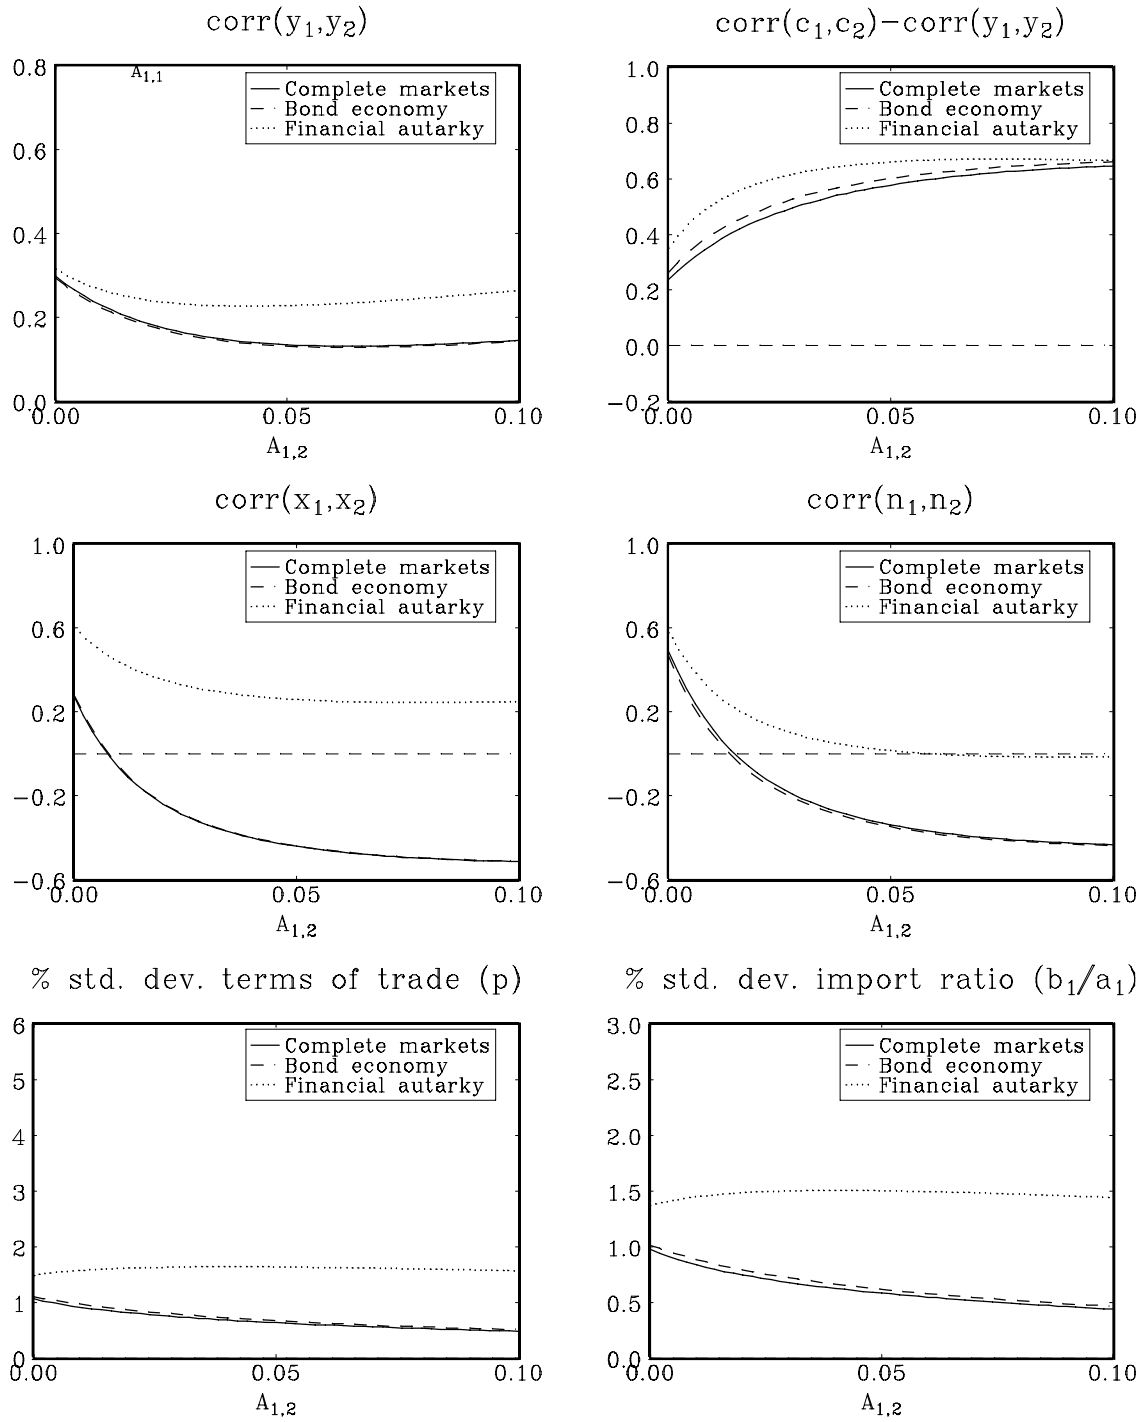 corr(y1,y2)
0.8
0.6
0.4
0.2
0.0
A1,1
Complete markets
Bond economy
Financial autarky
0.00 0.05 0.10
A1,2
corr(c1,c2)−corr(y1,y2)
1.0
0.8
0.6
0.4
0.2
0.0
−0.2
Complete markets
Bond economy
Financial autarky
0.00 0.05 0.10
A1,2
corr(x1,x2)
1.0
0.6
0.2
−0.2
−0.6
Complete markets
Bond economy
Financial autarky
0.00 0.05 0.10
A1,2
corr(n1,n2)
1.0
0.6
0.2
−0.2
−0.6
Complete markets
Bond economy
Financial autarky
0.00 0.05 0.10
A1,2
% std. dev. terms of trade (p)
6
5
4
3
2
1
0
Complete markets
Bond economy
Financial autarky
0.00 0.05 0.10
A1,2
% std. dev. import ratio (b1/a1)
3.0
2.5
2.0
1.5
1.0
0.5
0.0
Complete markets
Bond economy
Financial autarky
0.00 0.05 0.10
A1,2